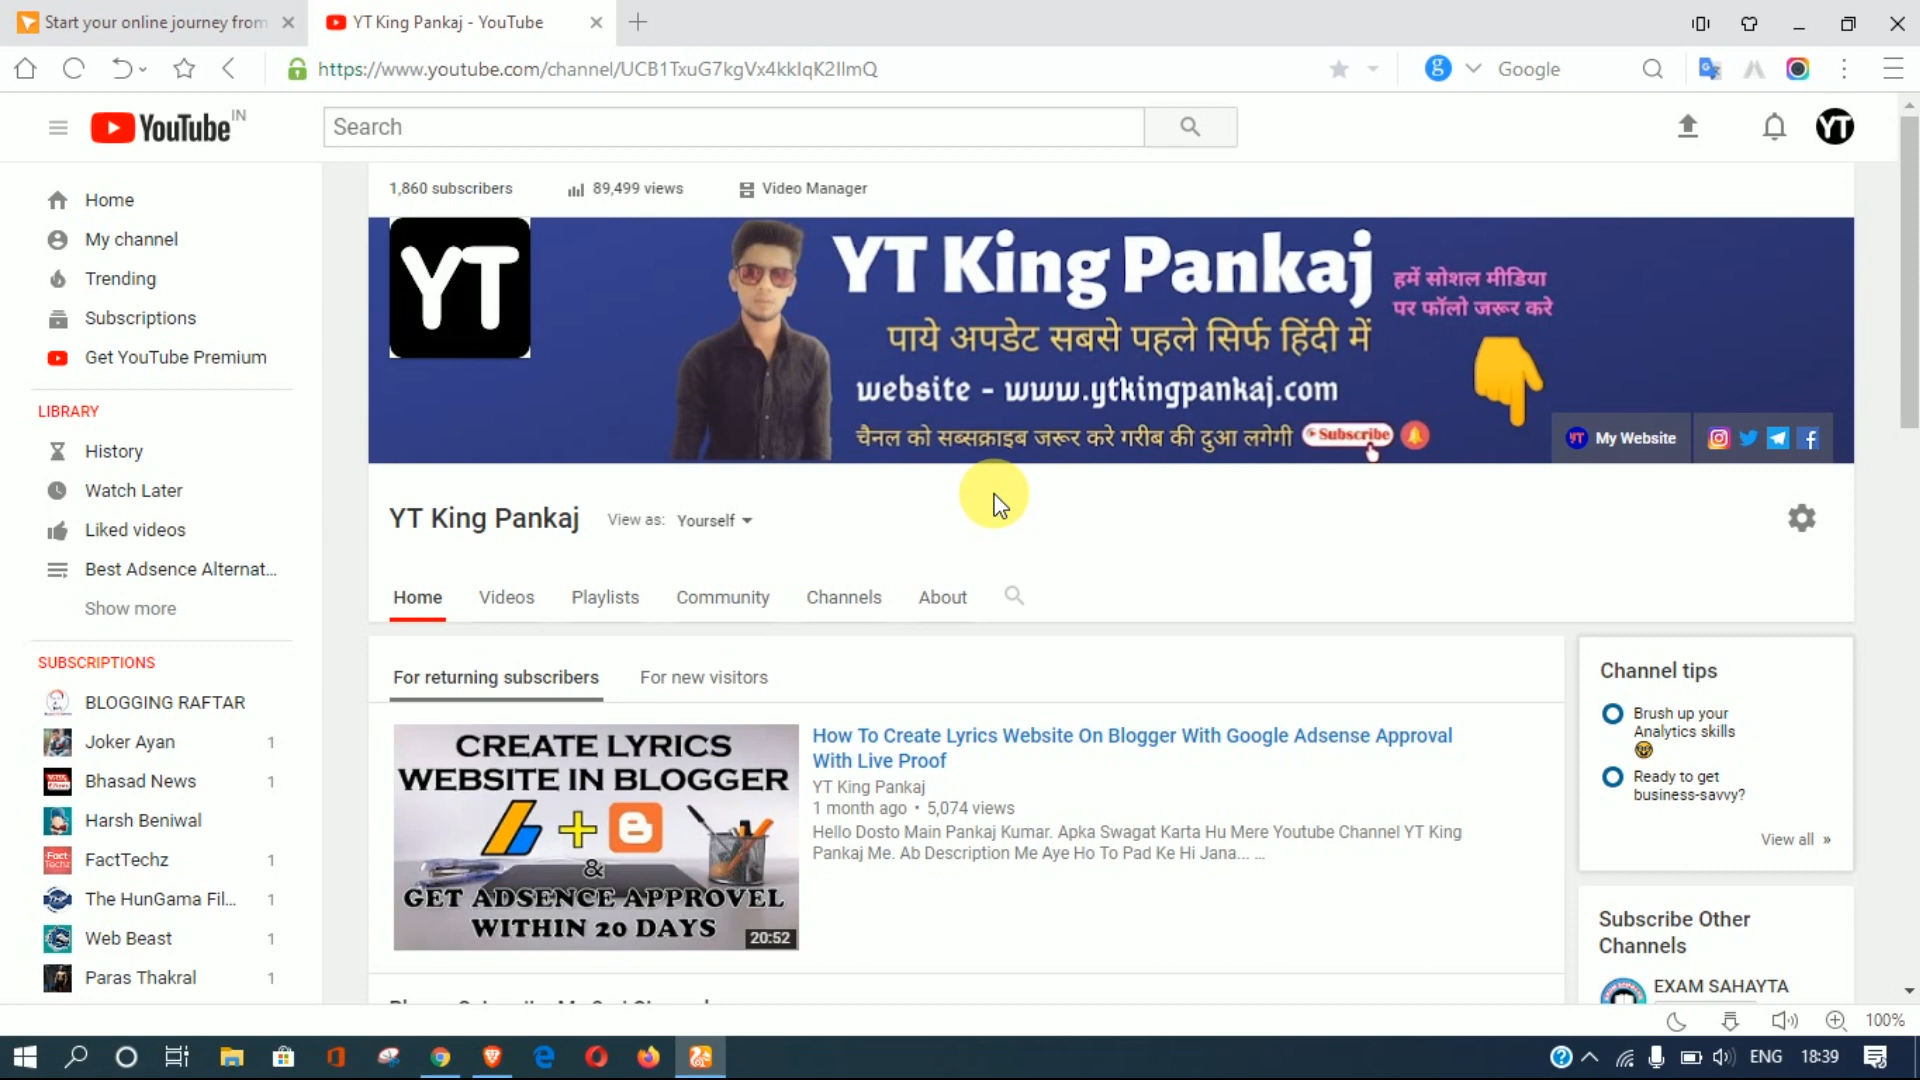 Start your online journey from
YT King Pankaj - YouTube
https://www.youtube.com/channel/UCB1TxuG7kgVx4kklqK2IlmQ
Google
YouTube IN
Search
YT
1,860 subscribers
89,499 views
Video Manager
Home
My channel
Trending
Subscriptions
Get YouTube Premium
LIBRARY
History
Watch Later
Liked videos
Best Adsence Alternat...
Show more
SUBSCRIPTIONS
BLOGGING RAFTAR
Joker Ayan 1
Bhasad News 1
Harsh Beniwal
FactTechz 1
The HunGama Fil... 1
Web Beast 1
Paras Thakral 1
YT
YT King Pankaj
हमें सोशल मीडिया
पर फॉलो जरूर करे
पाये अपडेट सबसे पहले सिर्फ हिंदी में
website - www.ytkingpankaj.com
चैनल को सब्सक्राइब जरूर करे गरीब की दुआ लगेगी
Subscribe
YT My Website
YT King Pankaj
View as: Yourself
Home
Videos
Playlists
Community
Channels
About
For returning subscribers
For new visitors
CREATE LYRICS
WEBSITE IN BLOGGER
&
GET ADSENCE APPROVEL
WITHIN 20 DAYS
20:52
How To Create Lyrics Website On Blogger With Google Adsense Approval
With Live Proof
YT King Pankaj
1 month ago • 5,074 views
Hello Dosto Main Pankaj Kumar. Apka Swagat Karta Hu Mere Youtube Channel YT King
Pankaj Me. Ab Description Me Aye Ho To Pad Ke Hi Jana... ...
Channel tips
Brush up your
Analytics skills
Ready to get
business-savvy?
View all »
Subscribe Other
Channels
EXAM SAHAYTA
100%
ENG
18:39